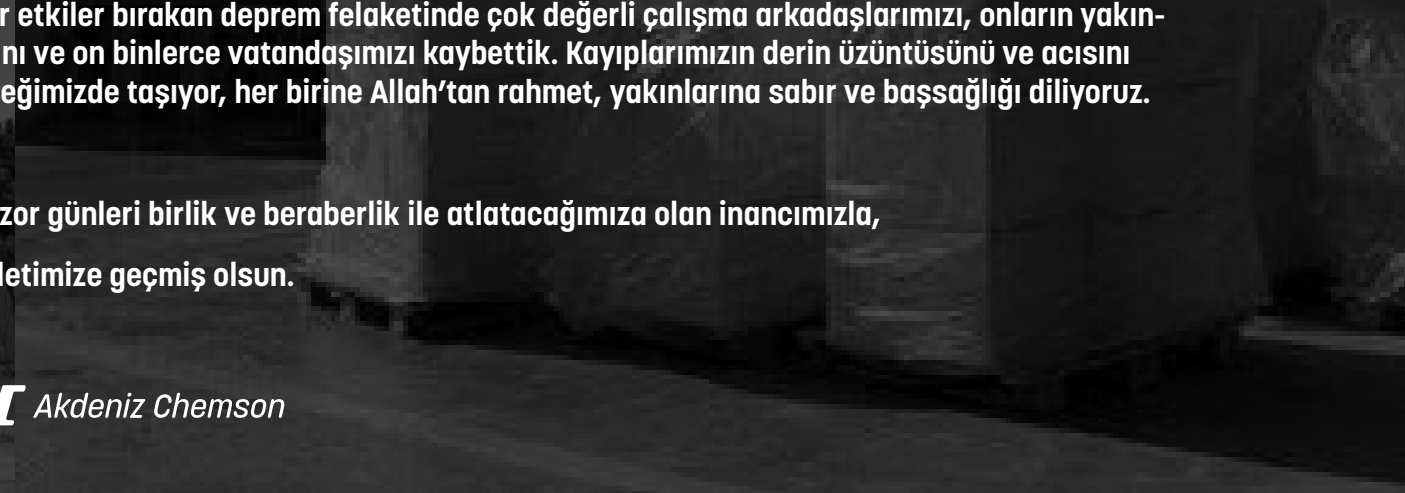 r etkiler bırakan deprem felaketinde çok değerli çalışma arkadaşlarımızı, onların yakın-
nı ve on binlerce vatandaşımızı kaybettik. Kayıplarımızın derin üzüntüsünü ve acısını
eğimizde taşıyor, her birine Allah’tan rahmet, yakınlarına sabır ve başsağlığı diliyoruz.
zor günleri birlik ve beraberlik ile atlatacağımıza olan inancımızla,
letimize geçmiş olsun.
Akdeniz Chemson